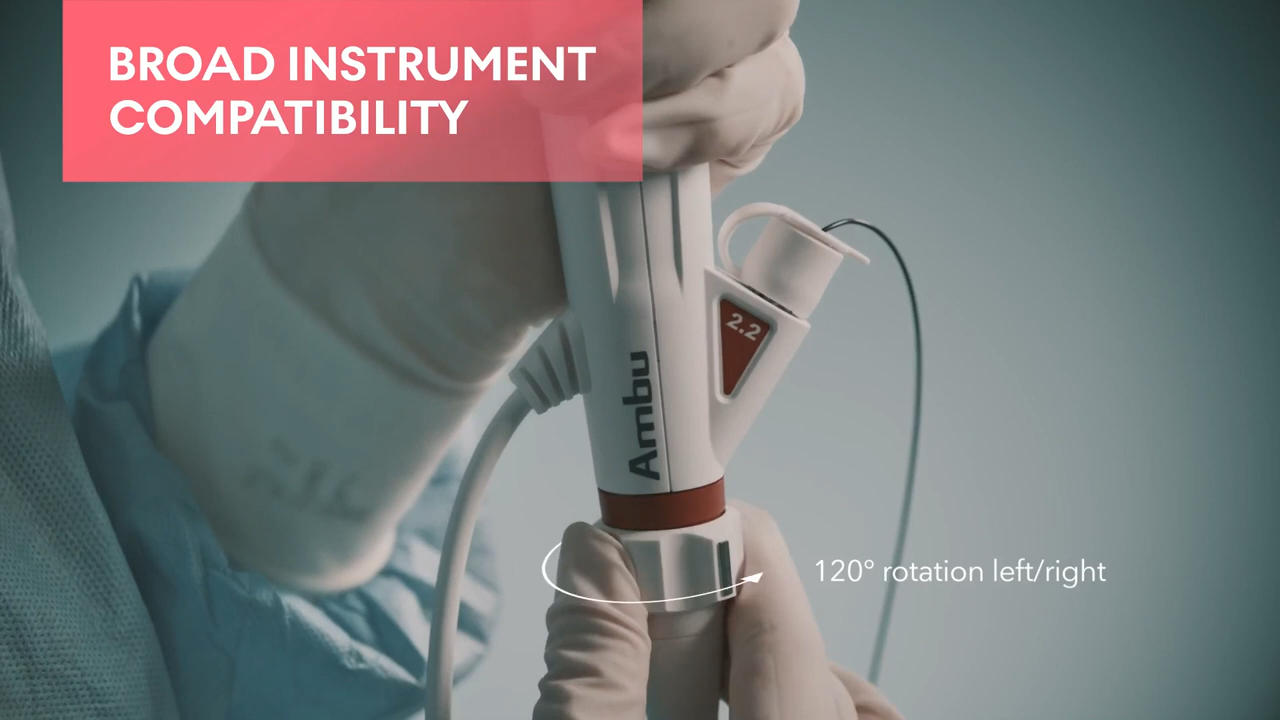 BROAD INSTRUMENT
COMPATIBILITY
2.2
Ambu
120° rotation left/right